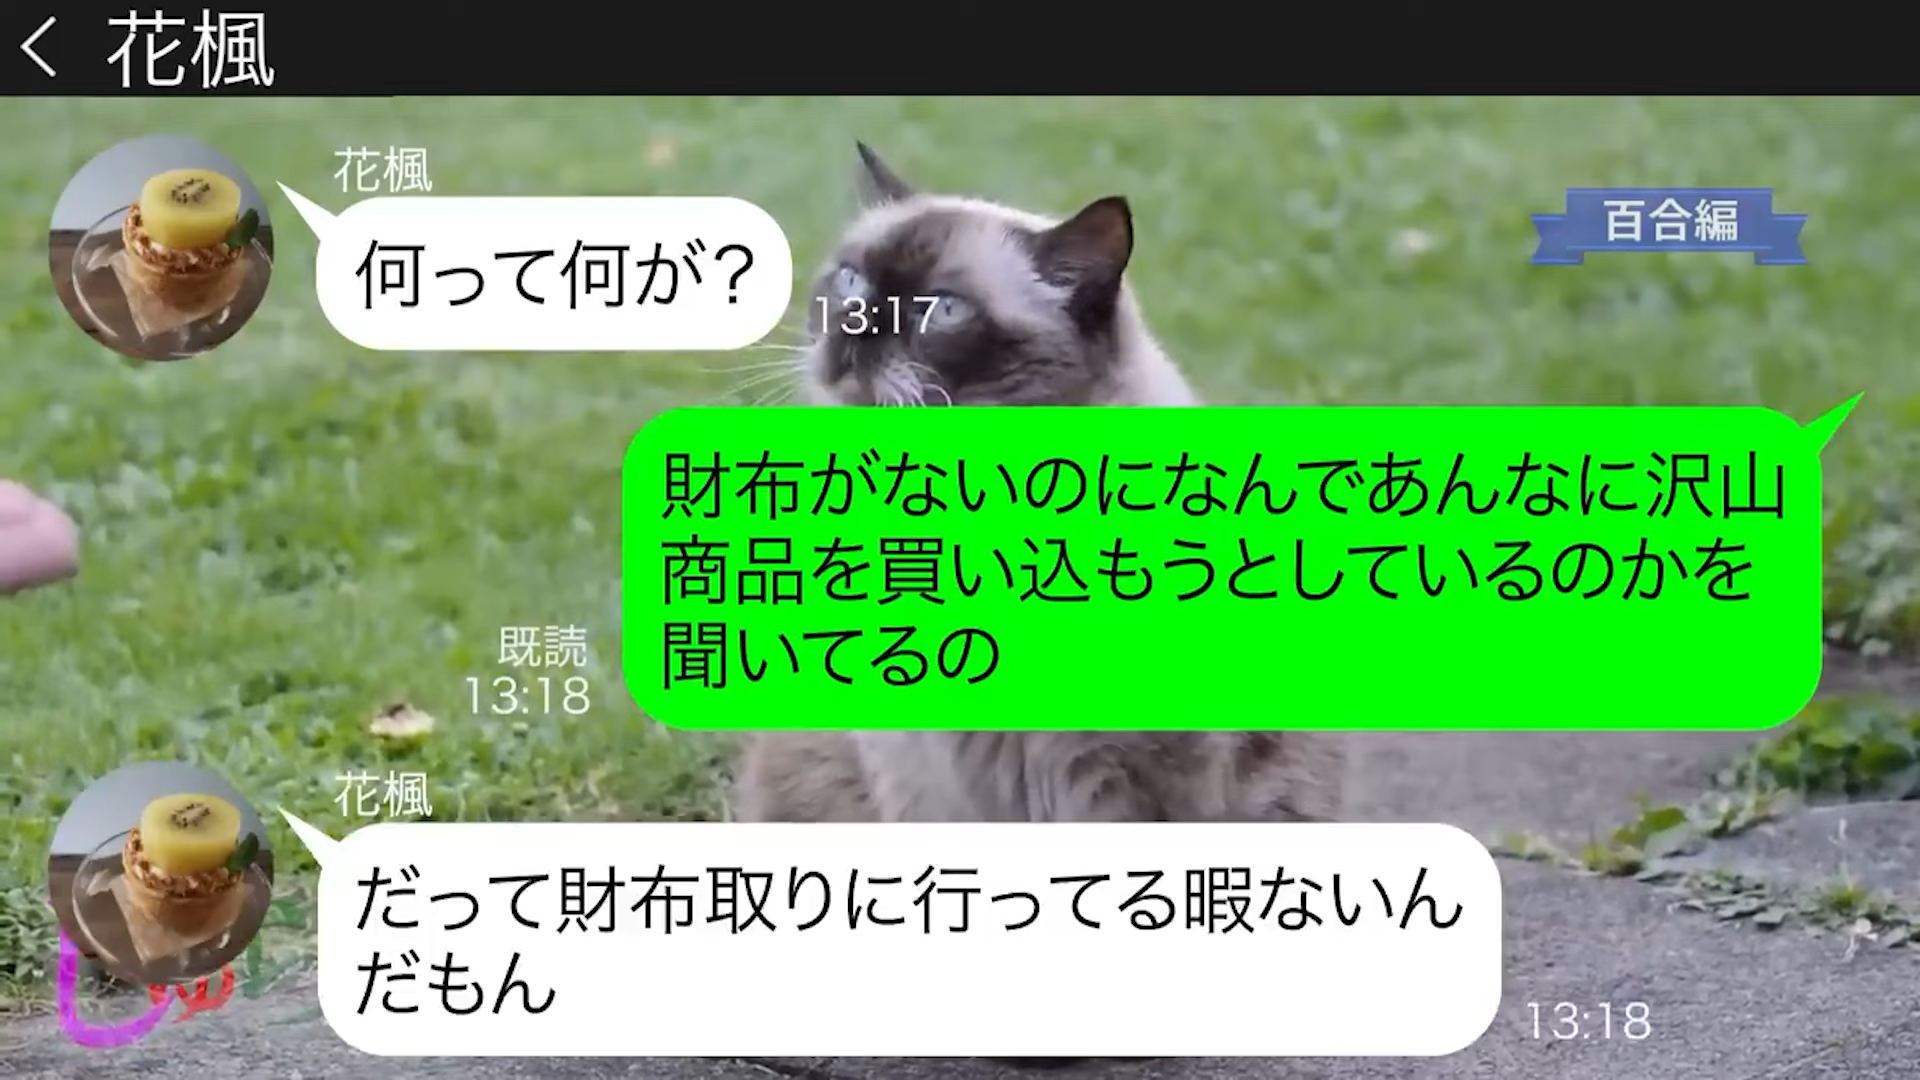 花楓
花楓
百合編
何って何が?
13:17
財布がないのになんであんなに沢山
商品を買い込もうとしているのかを
聞いてるの
既読
13:18
花楓
だって財布取りに行ってる暇ないん
だもん
13:18